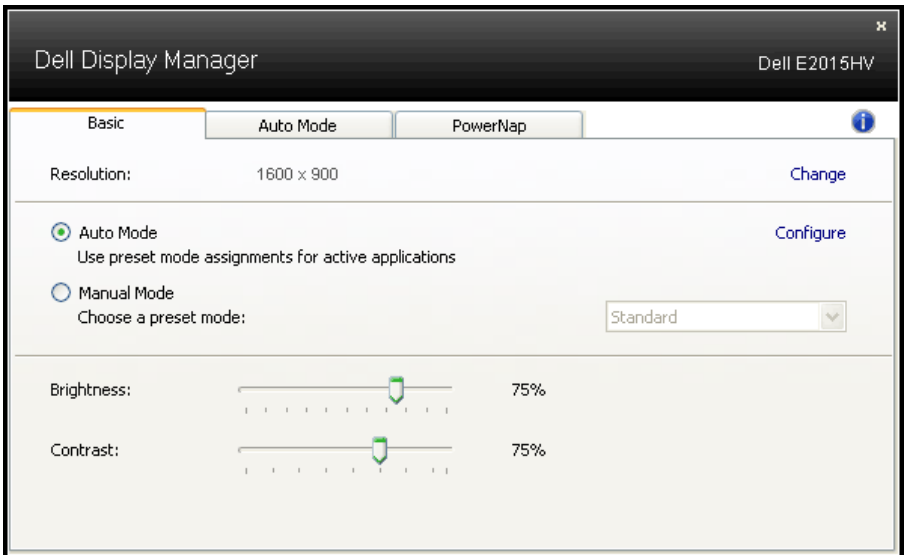 x
Dell Display Manager
Dell E2015HV
Basic
Auto Mode
PowerNap
i
Resolution:
1600 x 900
Change
Auto Mode
Configure
Use preset mode assignments for active applications
Manual Mode
Choose a preset mode:
Standard
Brightness:
75%
Contrast:
75%